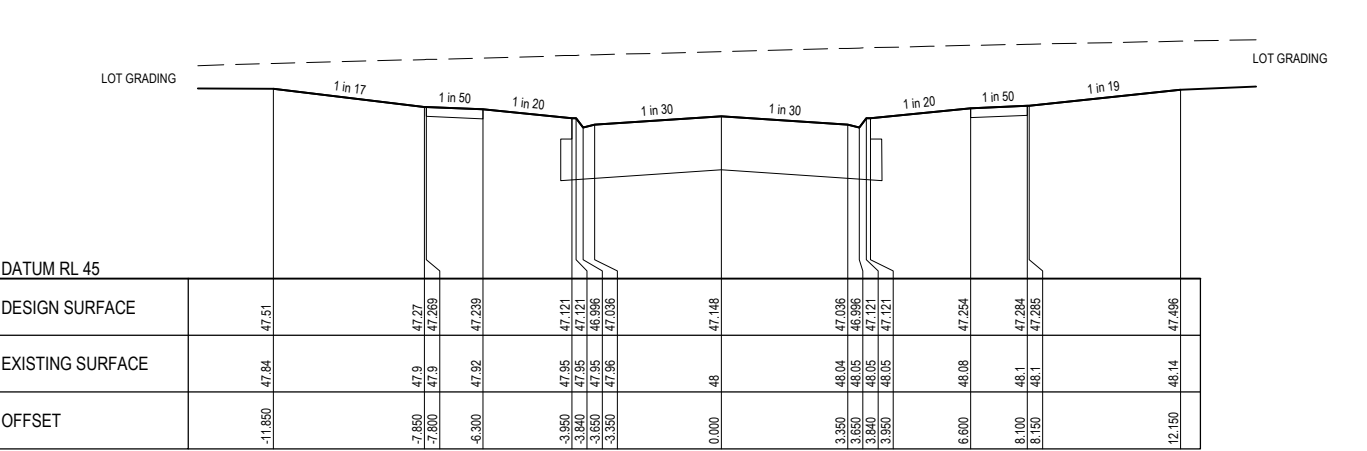 LOT GRADING
1 in 17
1 in 50
1 in 20
1 in 30
1 in 30
1 in 20
1 in 50
1 in 19
LOT GRADING
DATUM RL 45
DESIGN SURFACE 47.51 47.27 47.269 47.239 47.121 47.121 46.996 47.036 47.148 47.036 46.996 47.121 47.121 47.254 47.284 47.285 47.496
EXISTING SURFACE 47.84 47.9 47.9 47.92 47.95 47.95 47.95 47.96 48 48.04 48.05 48.05 48.05 48.08 48.1 48.1 48.14
OFFSET -11.850 -7.850 -7.800 -6.300 -3.950 -3.840 -3.650 -3.350 0.000 3.350 3.650 3.840 3.950 6.600 8.100 8.150 12.150